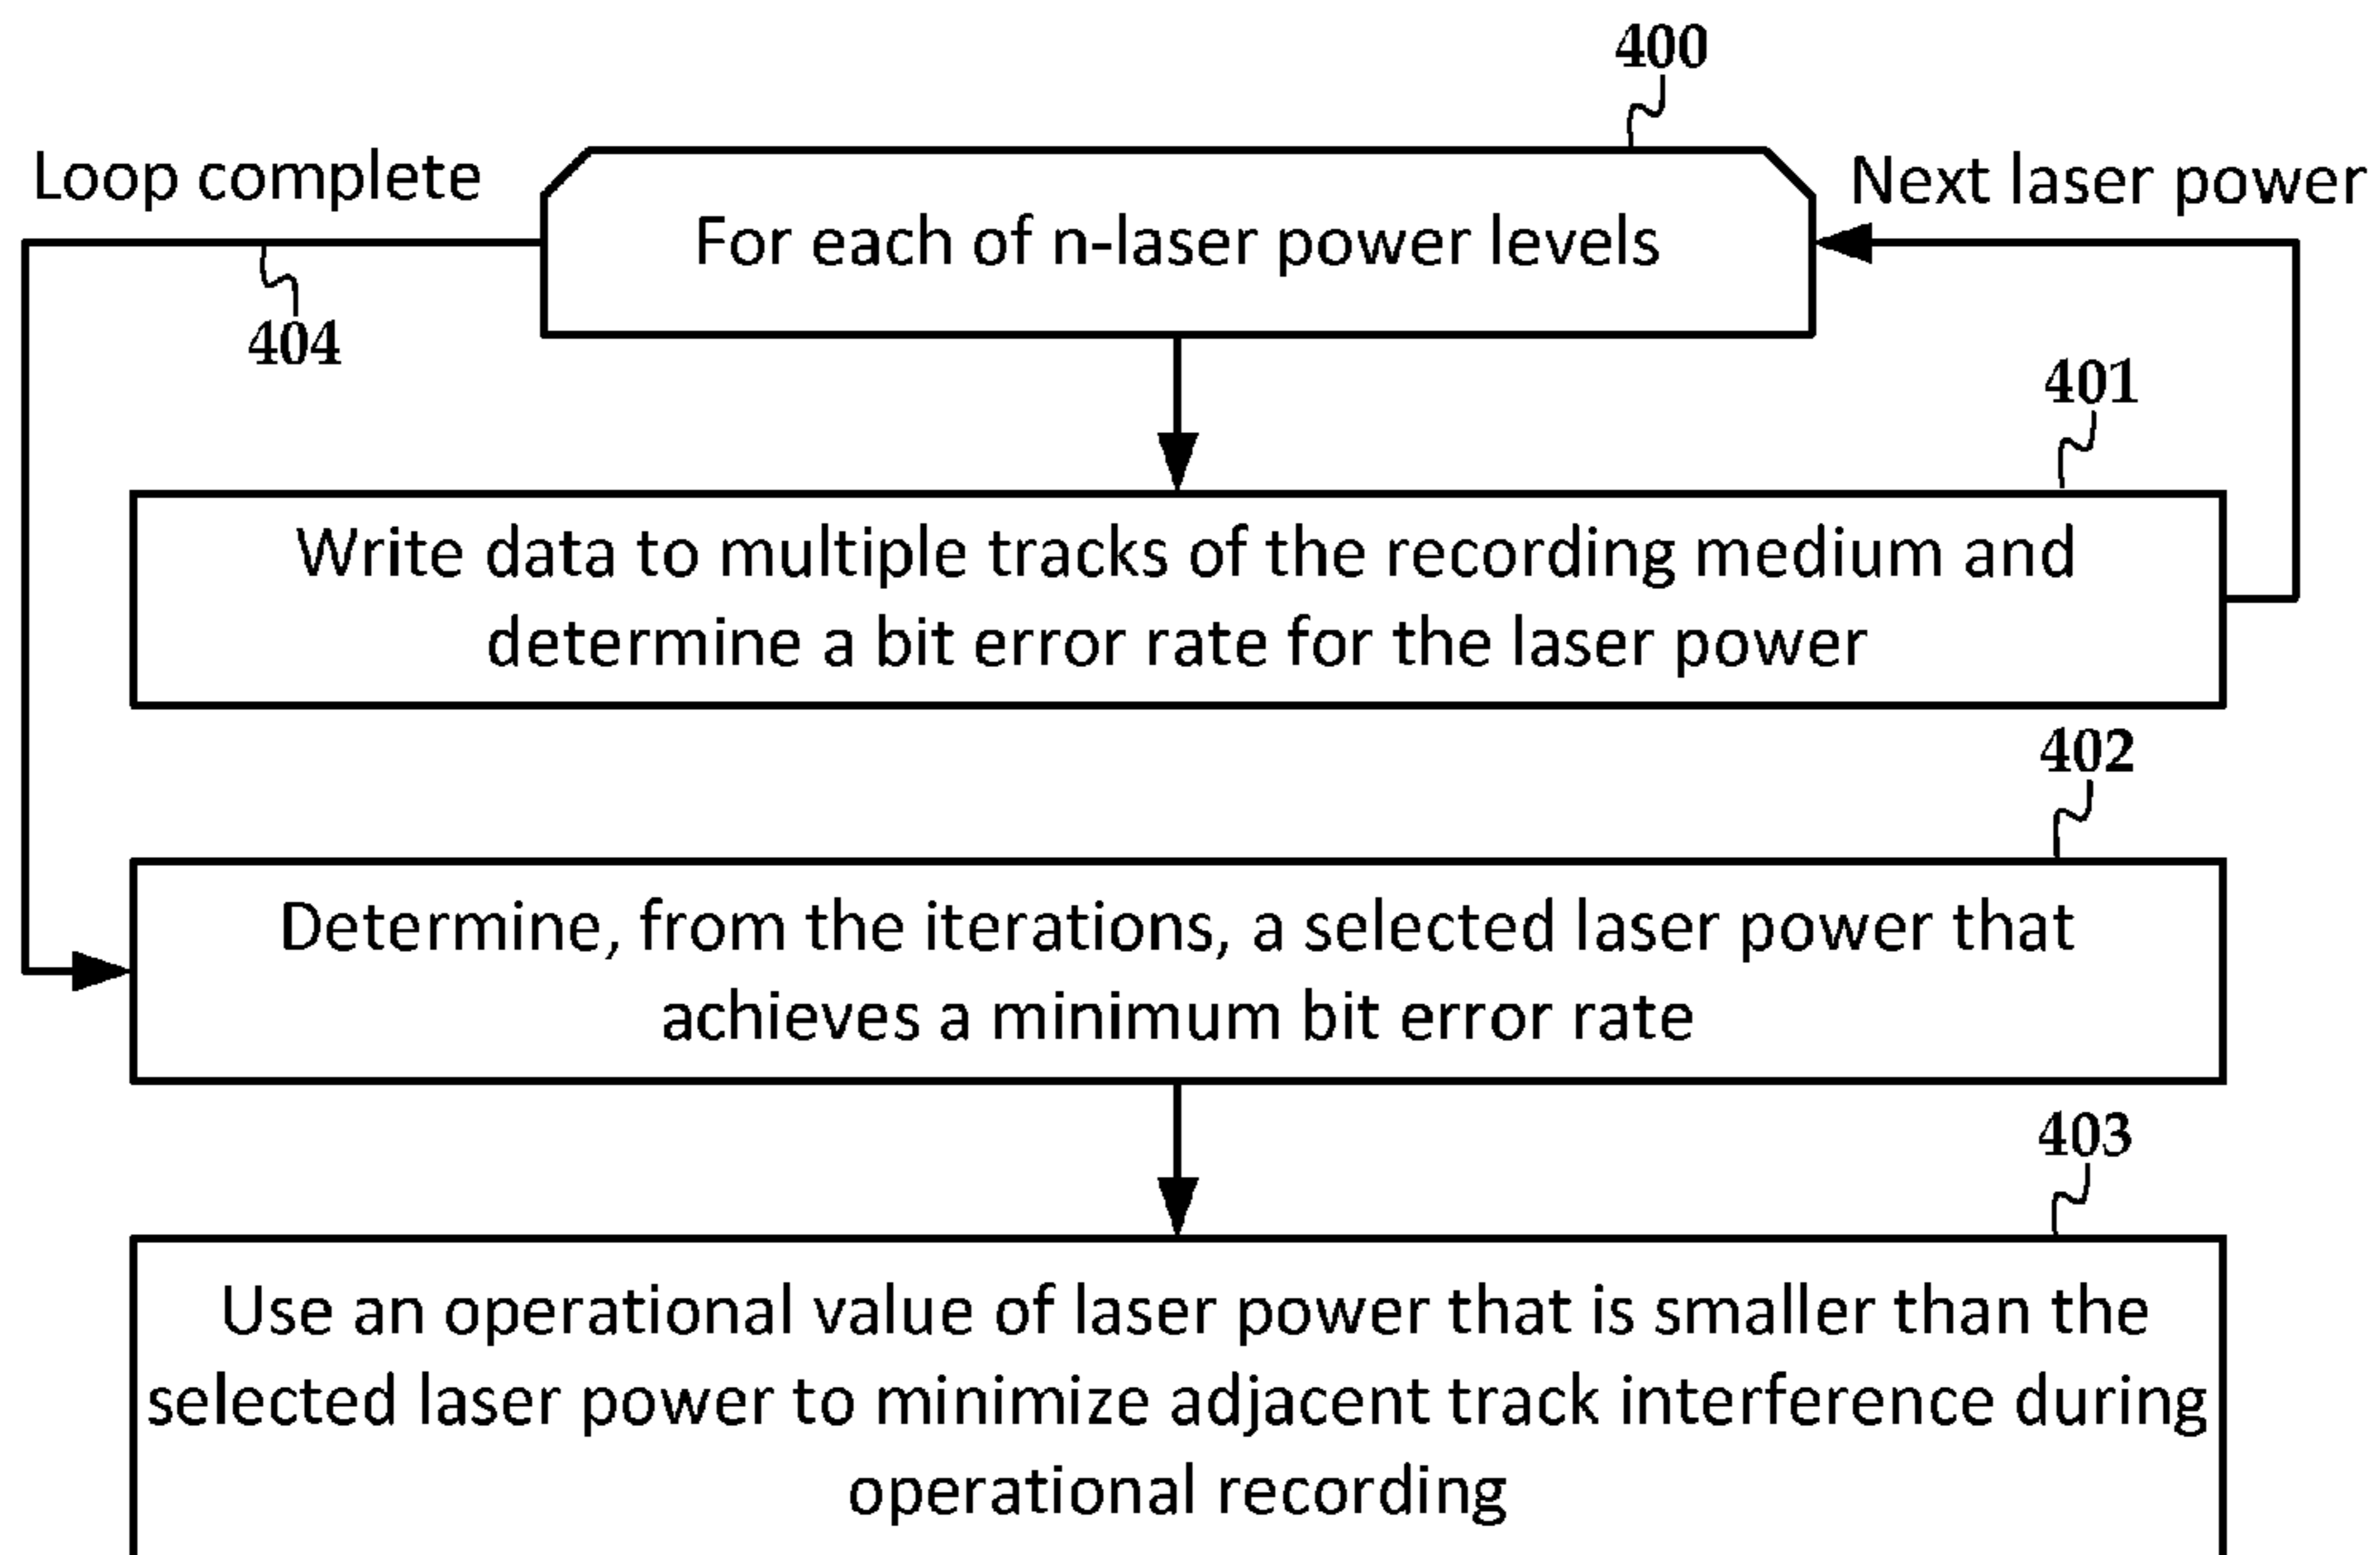 400
Loop complete
Next laser power
For each of n-laser power levels
404
401
Write data to multiple tracks of the recording medium and
determine a bit error rate for the laser power
402
Determine, from the iterations, a selected laser power that
achieves a minimum bit error rate
403
Use an operational value of laser power that is smaller than the
selected laser power to minimize adjacent track interference during
operational recording